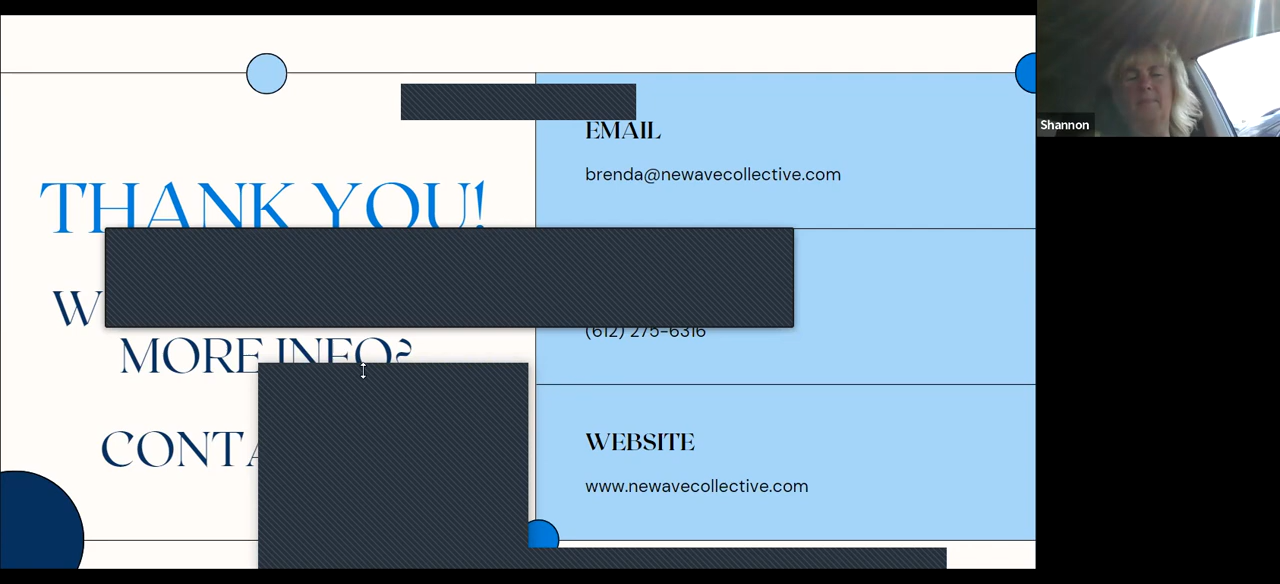 THANK YOU!
MORE INFO?
EMAIL
brenda@newavecollective.com
(612) 275-6316
WEBSITE
www.newavecollective.com
Shannon